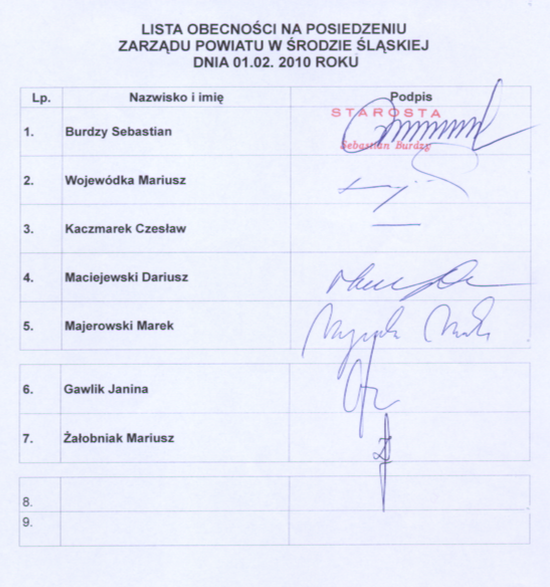 LISTA OBECNOŚCI NA POSIEDZENIU
ZARZĄDU POWIATU W ŚRODZIE ŚLĄSKIEJ
DNIA 01.02. 2010 ROKU
Lp. Nazwisko i imię Podpis
STAROSTA
1. Burdzy Sebastian
Sebastian Burdzy
2. Wojewódka Mariusz
3. Kaczmarek Czesław
4. Maciejewski Dariusz
5. Majerowski Marek
6. Gawlik Janina
7. Żałobniak Mariusz
8.
9.